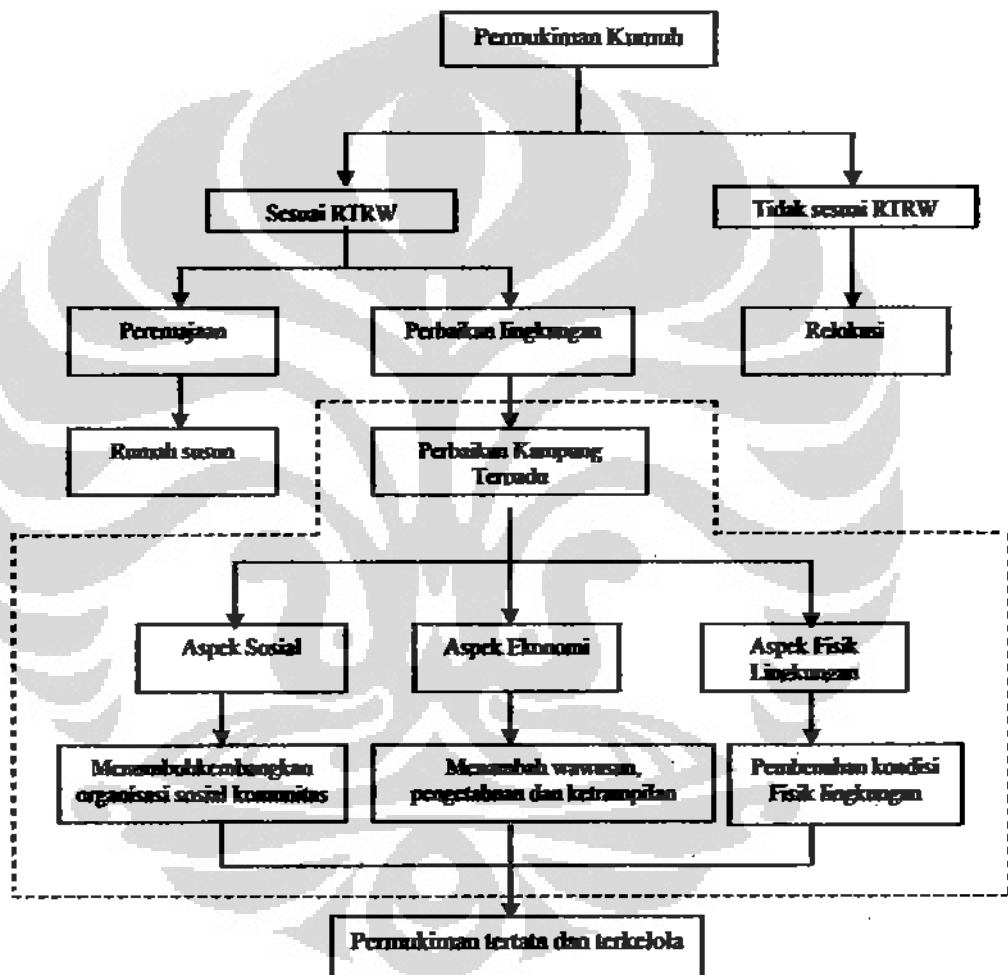 Permukiman Kumuh
Sesuai RTRW
Tidak sesuai RTRW
Peremajaan
Perbaikan lingkungan
Relokasi
Rumah susun
Perbaikan Kampung
Terpadu
Aspek Sosial
Aspek Ekonomi
Aspek Fisik
Lingkungan
Menumbuhkembangkan
organisasi sosial komunitas
Menambah wawasan,
pengetahuan dan ketrampilan
Pembenahan kondisi
Fisik lingkungan
Permukiman tertata dan terkelola